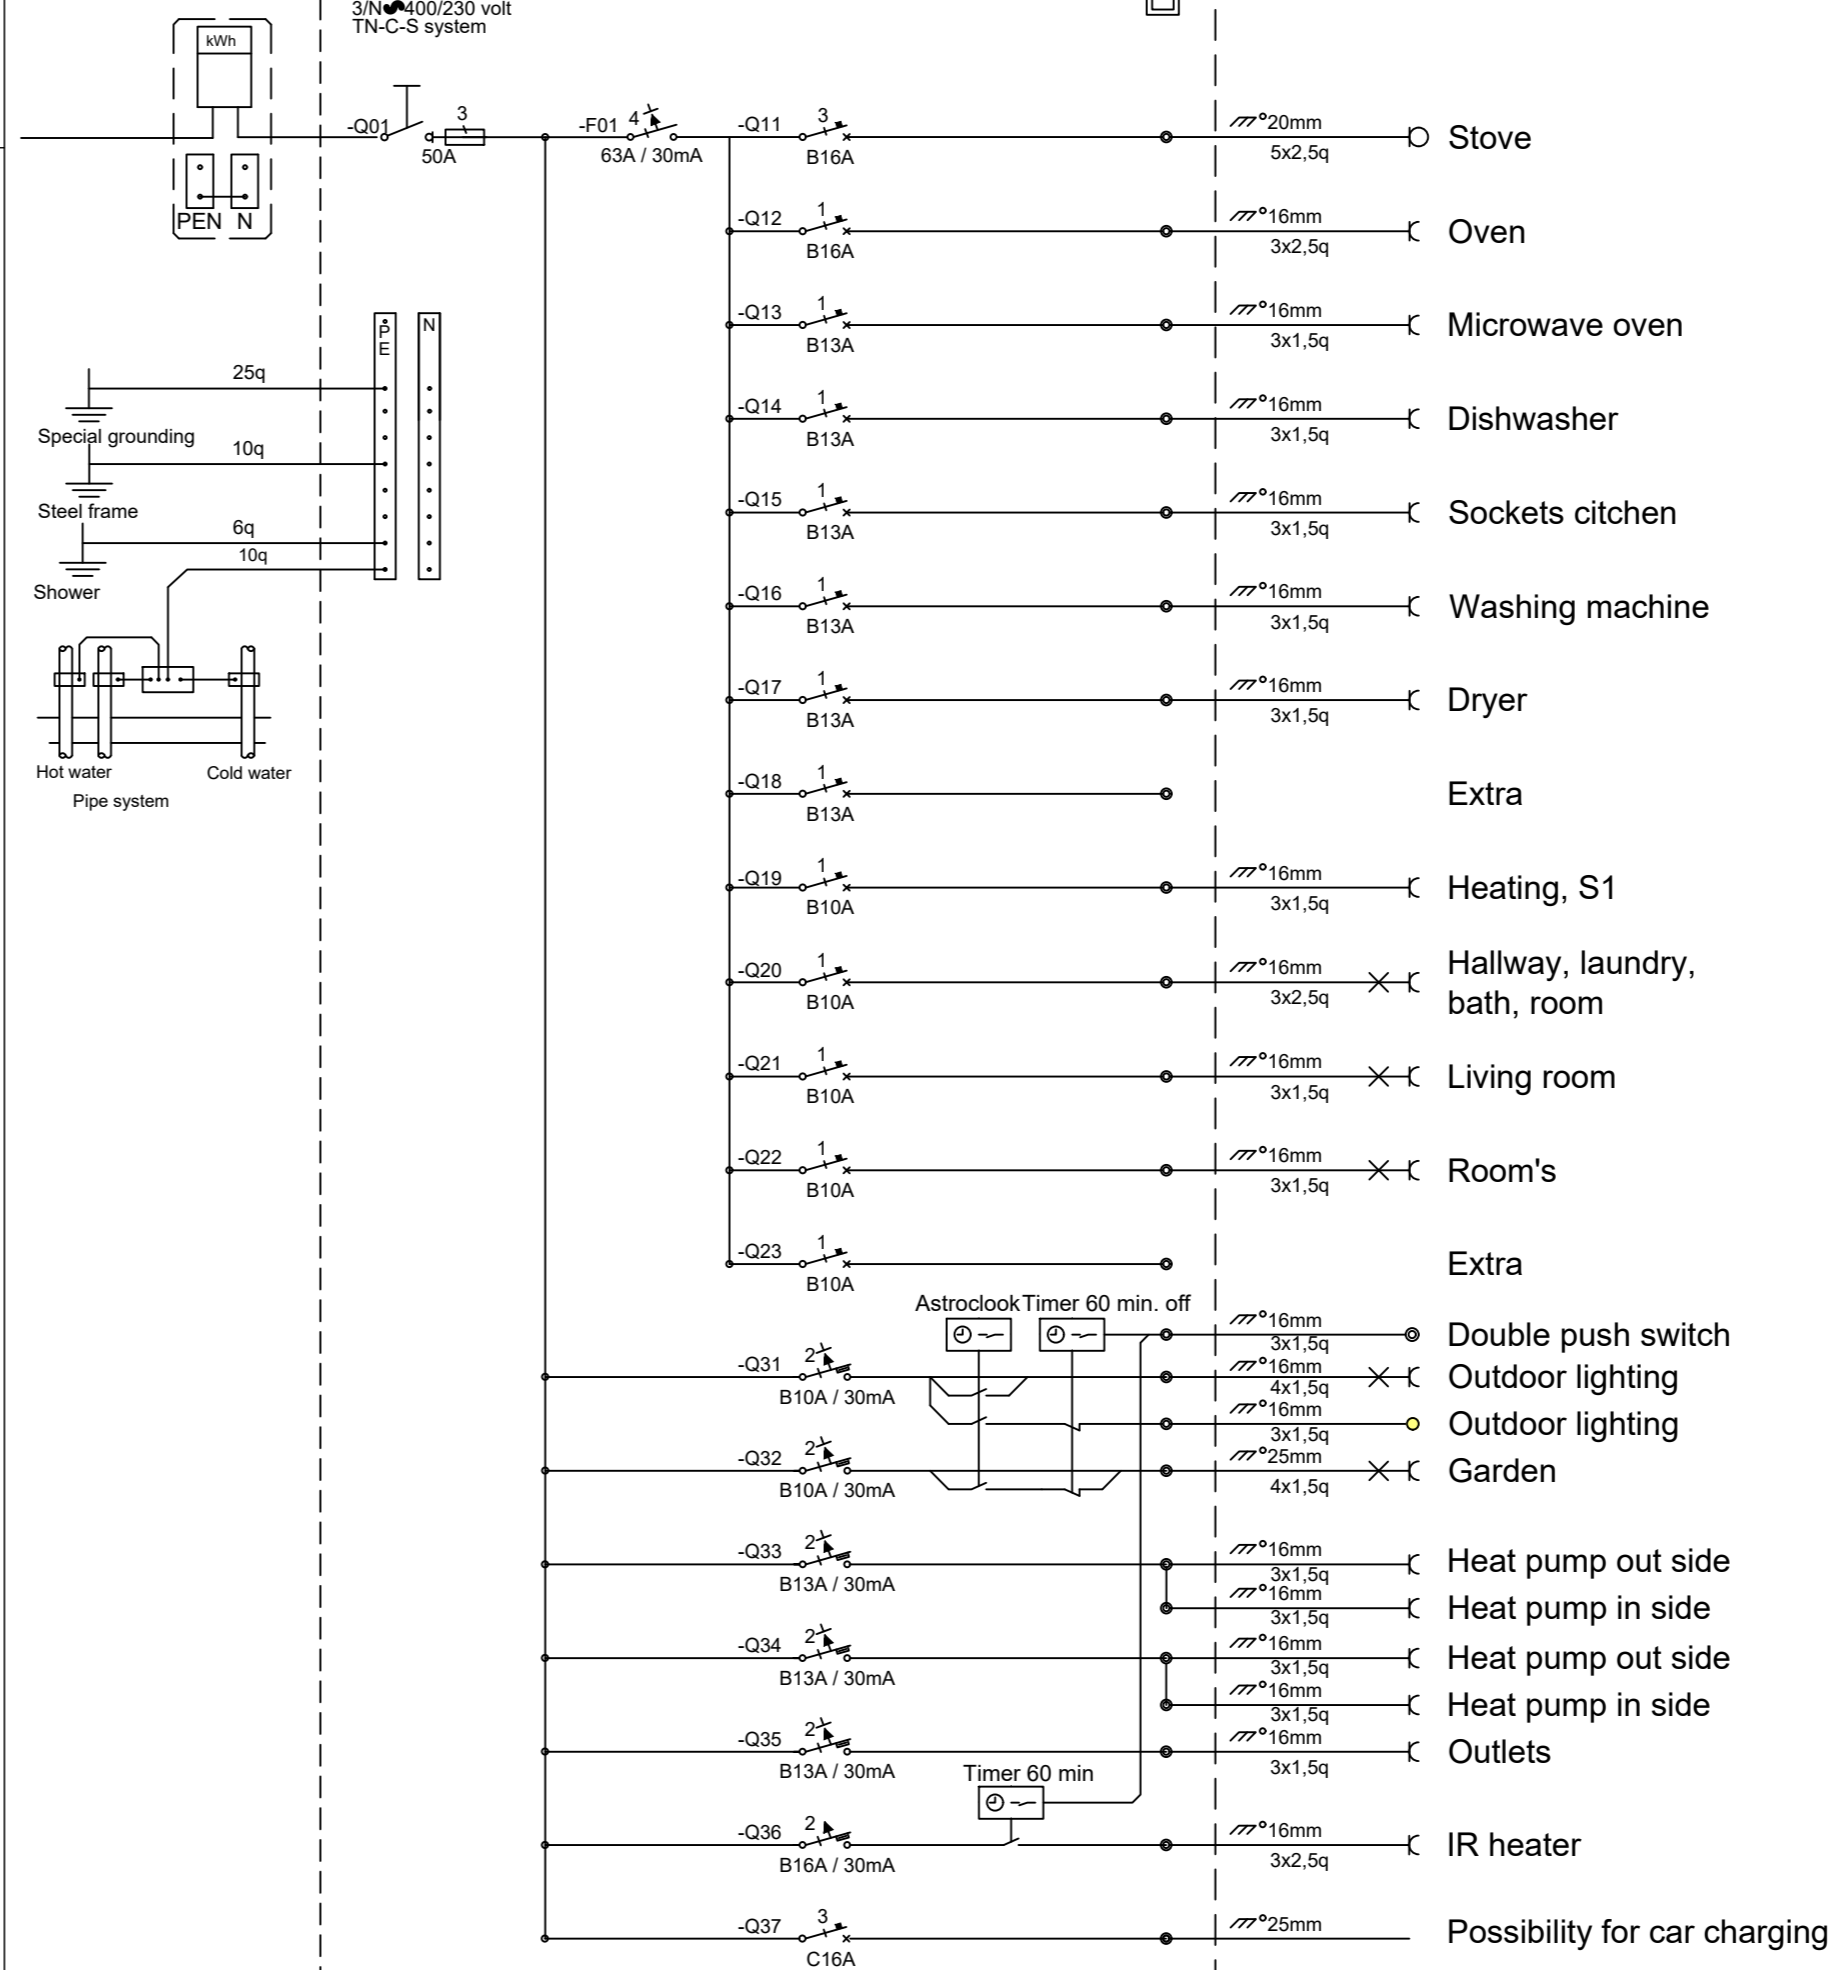 3/N 400/230 volt
TN-C-S system
kWh
PEN N
-Q01
3
50A
-F01 4
63A / 30mA
-Q11 3
B16A
20mm
5x2,5q
Stove
-Q12 1
B16A
16mm
3x2,5q
Oven
-Q13 1
B13A
16mm
3x1,5q
Microwave oven
-Q14 1
B13A
16mm
3x1,5q
Dishwasher
-Q15 1
B13A
16mm
3x1,5q
Sockets citchen
-Q16 1
B13A
16mm
3x1,5q
Washing machine
-Q17 1
B13A
16mm
3x1,5q
Dryer
-Q18 1
B13A
Extra
-Q19 1
B10A
16mm
3x1,5q
Heating, S1
-Q20 1
B10A
16mm
3x2,5q
Hallway, laundry,
bath, room
-Q21 1
B10A
16mm
3x1,5q
Living room
-Q22 1
B10A
16mm
3x1,5q
Room's
-Q23 1
B10A
Extra
P
E
N
25q
Special grounding
10q
Steel frame
6q
10q
Shower
Hot water
Cold water
Pipe system
Astroclook Timer 60 min. off
16mm
3x1,5q
Double push switch
-Q31 2
B10A / 30mA
16mm
4x1,5q
Outdoor lighting
16mm
3x1,5q
Outdoor lighting
-Q32 2
B10A / 30mA
25mm
4x1,5q
Garden
-Q33 2
B13A / 30mA
16mm
3x1,5q
Heat pump out side
16mm
3x1,5q
Heat pump in side
-Q34 2
B13A / 30mA
16mm
3x1,5q
Heat pump out side
16mm
3x1,5q
Heat pump in side
-Q35 2
B13A / 30mA
16mm
3x1,5q
Outlets
Timer 60 min
-Q36 2
B16A / 30mA
16mm
3x2,5q
IR heater
-Q37 3
C16A
25mm
Possibility for car charging